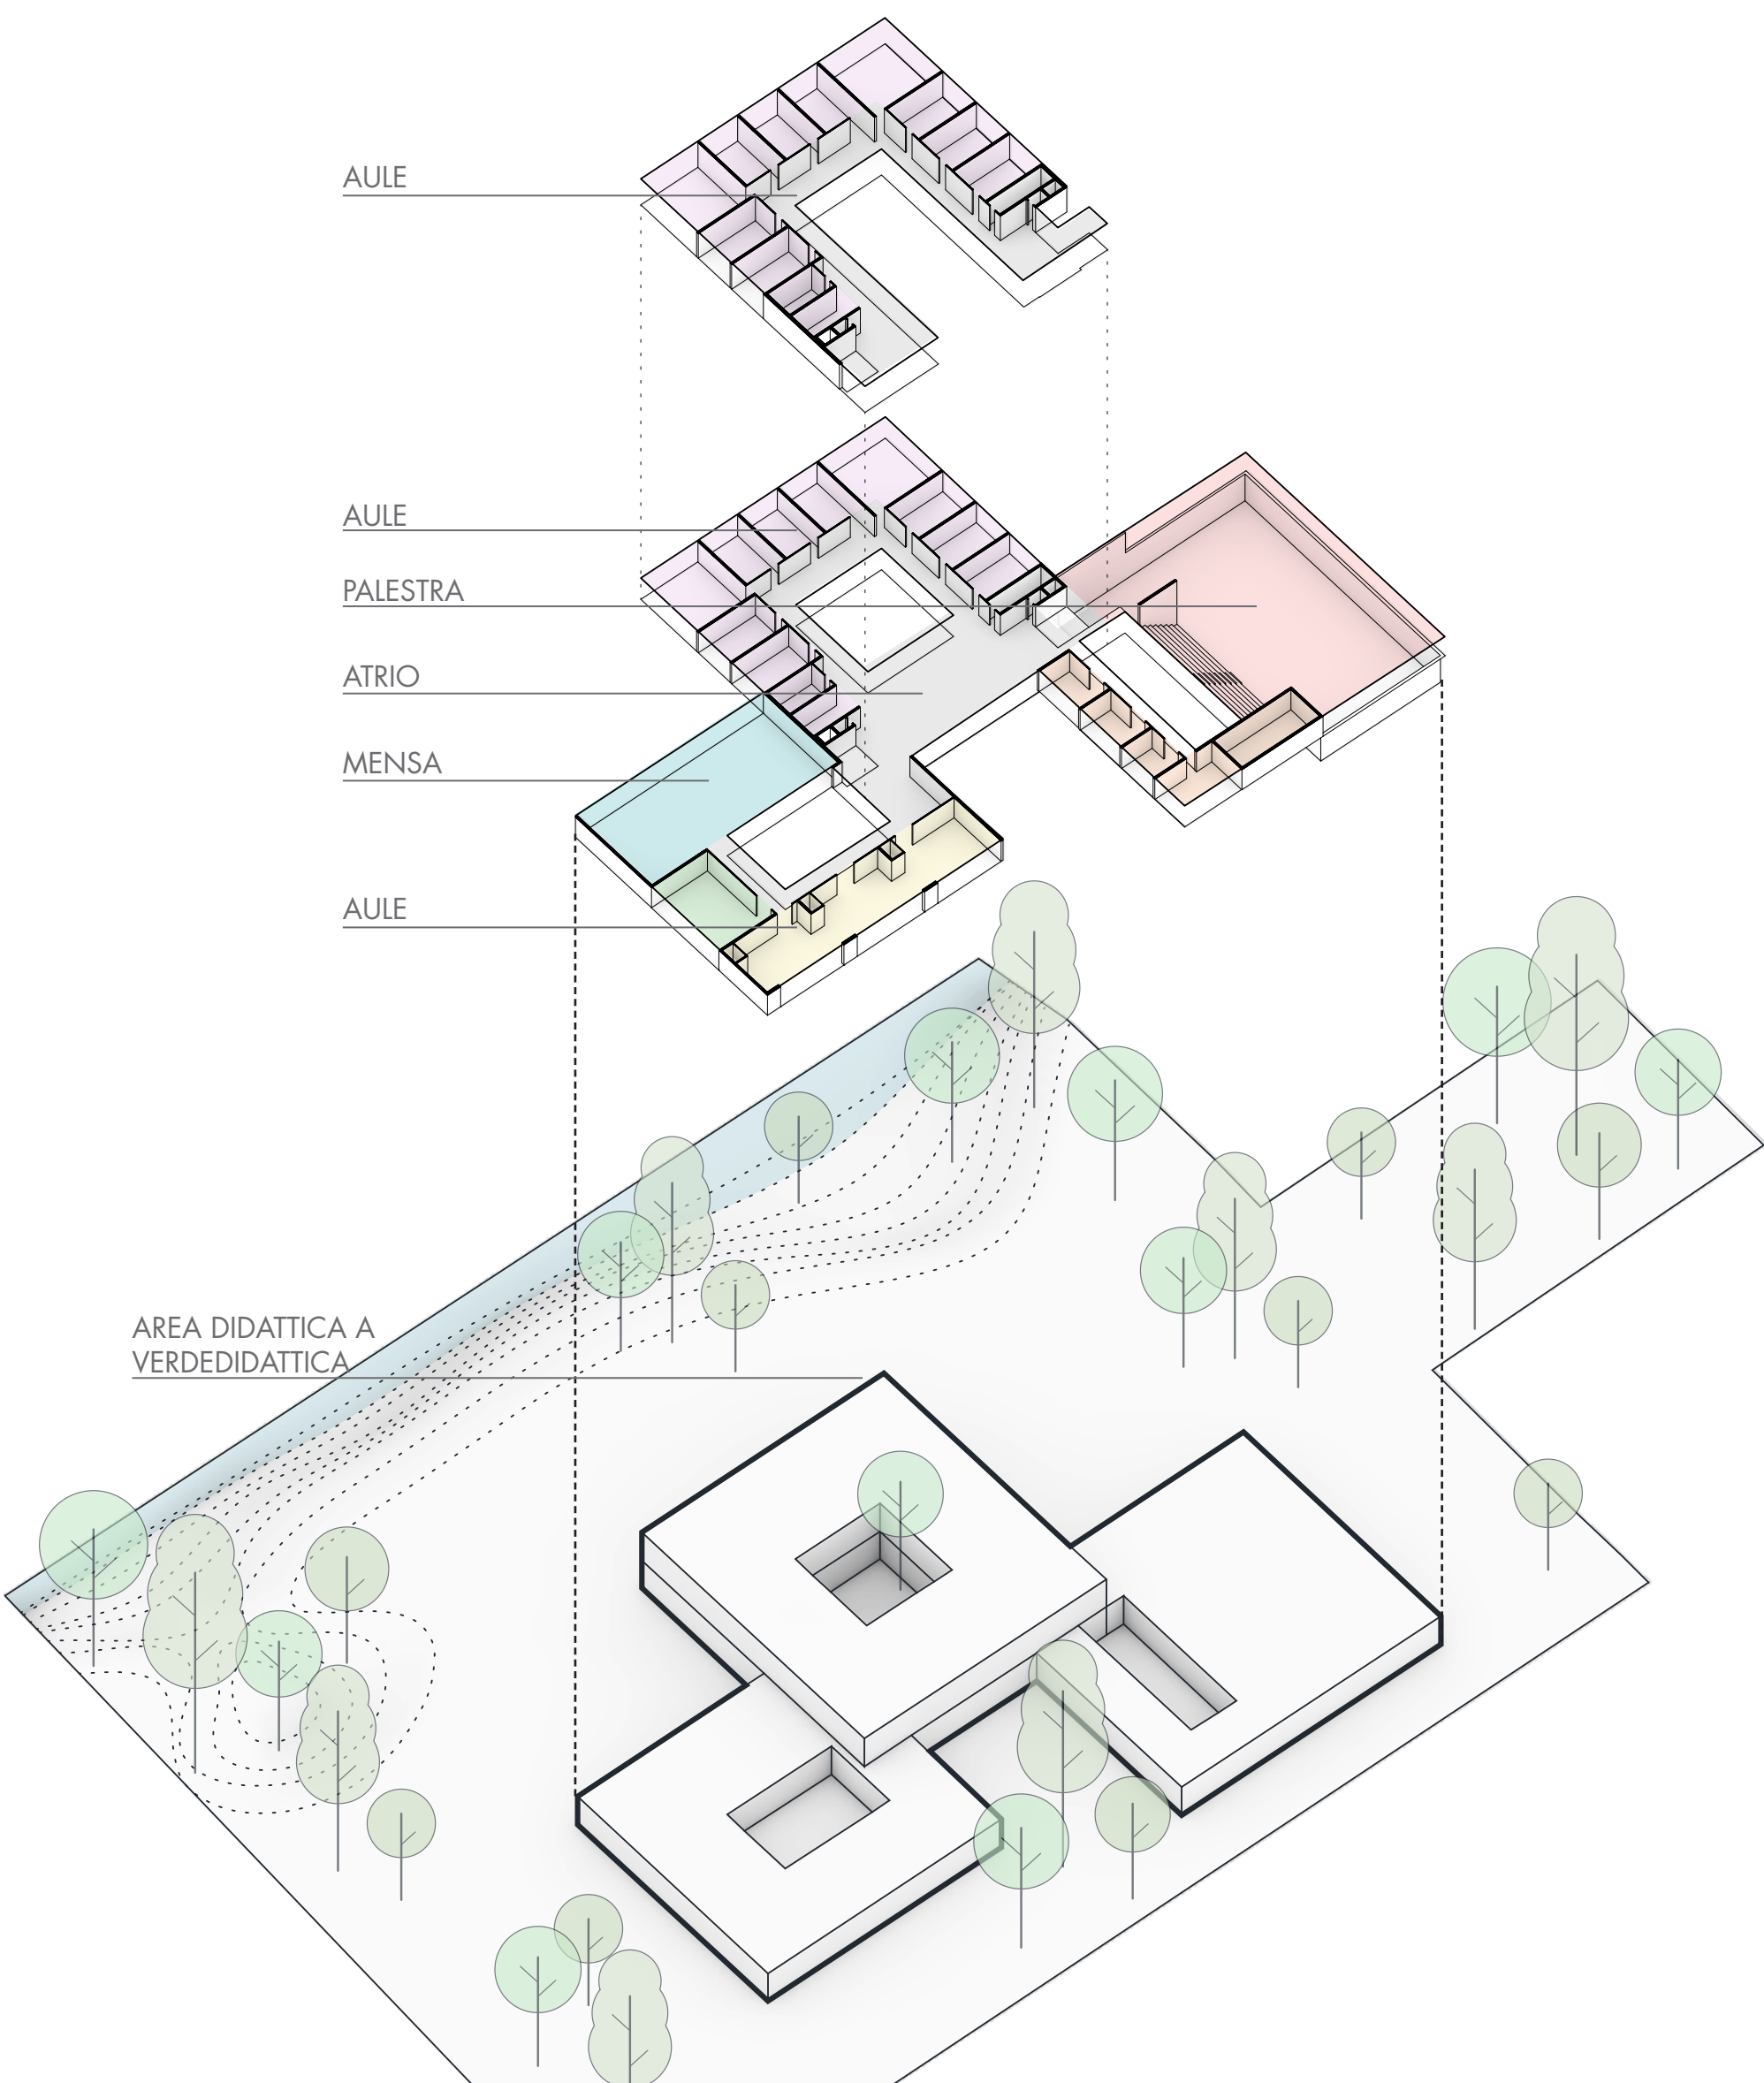 AULE
AULE
PALESTRA
ATRIO
MENSA
AULE
AREA DIDATTICA A
VERDEDIDATTICA